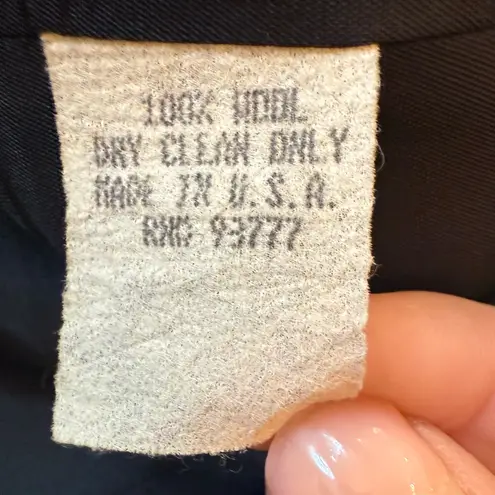 100% WOOL
DRY CLEAN ONLY
MADE IN U.S.A.
RN# 93777